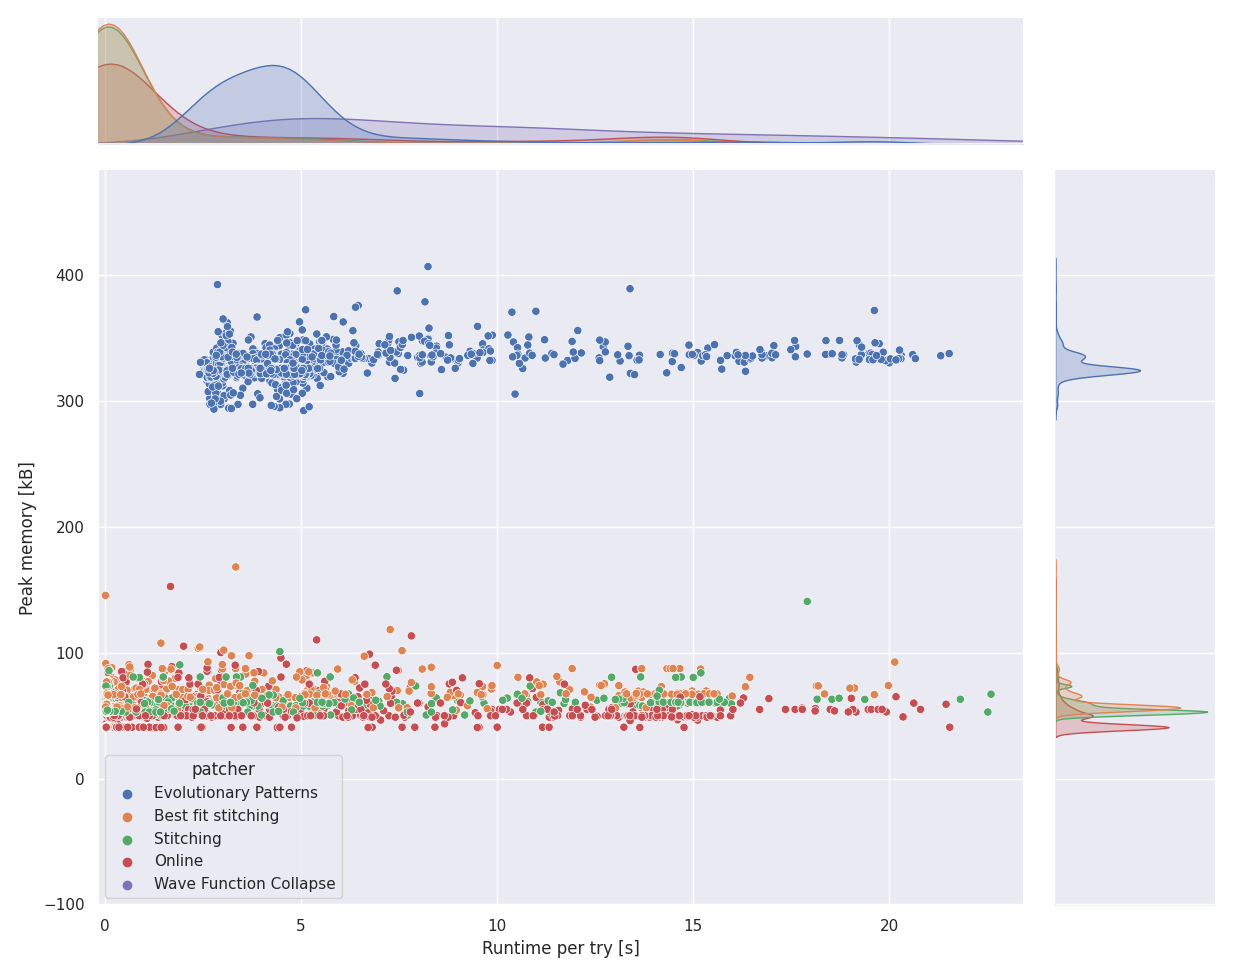 400
300
200
100
0
−100
Peak memory [kB]
patcher
Evolutionary Patterns
Best fit stitching
Stitching
Online
Wave Function Collapse
0 5 10 15 20
Runtime per try [s]